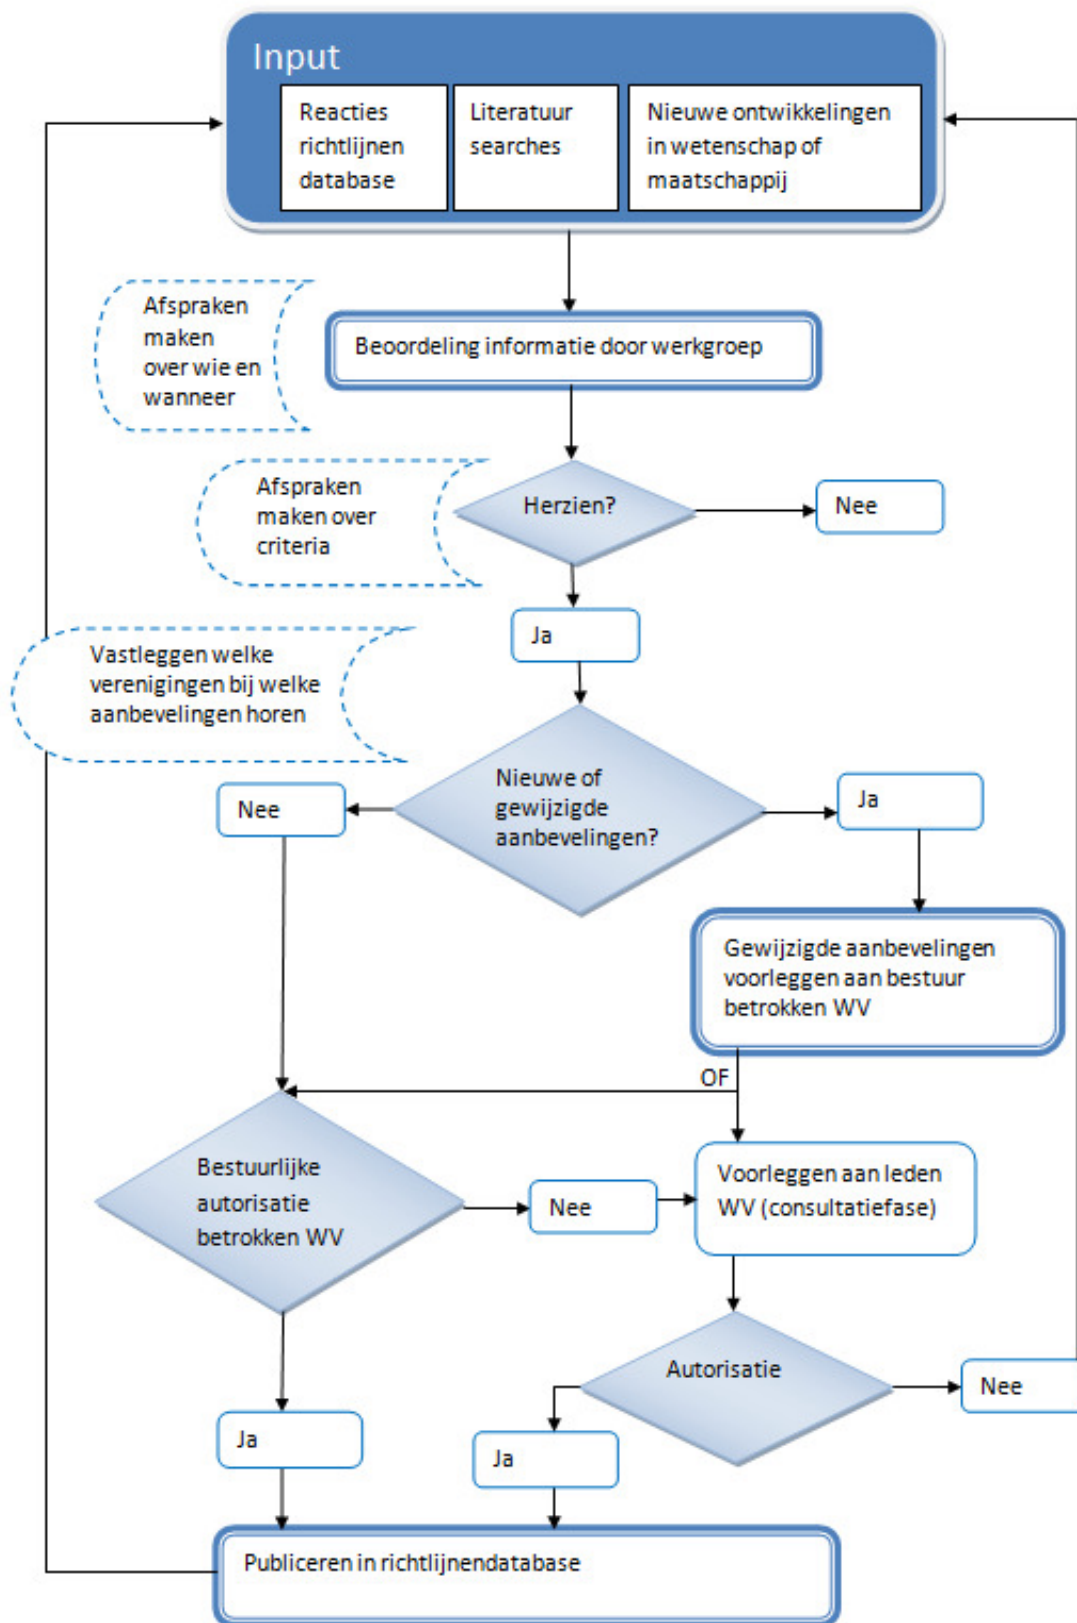 Input
Reacties
richtlijnen
database
Literatuur
searches
Nieuwe ontwikkelingen
in wetenschap of
maatschappij
Afspraken
maken
over wie en
wanneer
Beoordeling informatie door werkgroep
Afspraken
maken over
criteria
Herzien?
Nee
Ja
Vastleggen welke
verenigingen bij welke
aanbevelingen horen
Nieuwe of
gewijzigde
aanbevelingen?
Nee
Ja
Gewijzigde aanbevelingen
voorleggen aan bestuur
betrokken WV
OF
Bestuurlijke
autorisatie
betrokken WV
Nee
Voorleggen aan leden
WV (consultatiefase)
Autorisatie
Nee
Ja
Ja
Publiceren in richtlijnendatabase